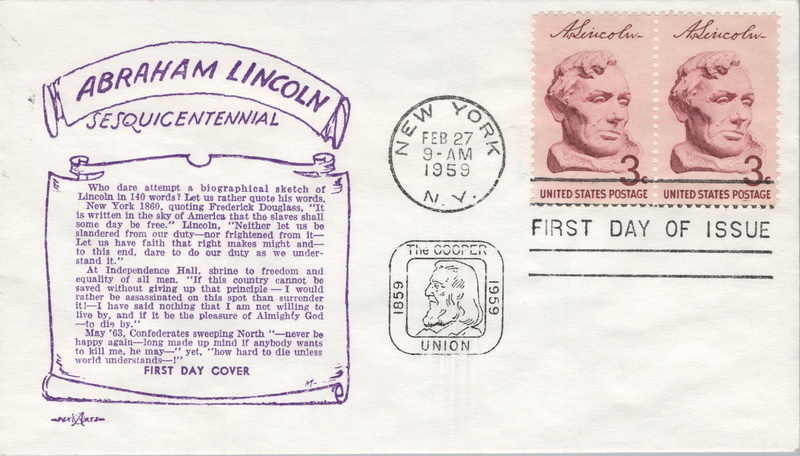 ABRAHAM LINCOLN
SESQUICENTENNIAL
Who dare attempt a biographical sketch of
Lincoln in 140 words? Let us rather quote his words.
New York 1860, quoting Frederick Douglass, "It
is written in the sky of America that the slaves shall
some day be free." Lincoln, "Neither let us be
slandered from our duty—nor frightened from it—
Let us have faith that right makes might and—
to this end, dare to do our duty as we under-
stand it."
At Independence Hall, shrine to freedom and
equality of all men. "If this country cannot be
saved without giving up that principle — I would
rather be assassinated on this spot than surrender
it!—I have said nothing that I am not willing to
live by, and if it be the pleasure of Almighty God
—to die by."
May '63, Confederates sweeping North "—never be
happy again—long made up mind if anybody wants
to kill me, he may—" yet, "how hard to die unless
world understands—!"
FIRST DAY COVER
M-
PENT ARTS
NEW YORK
FEB 27
9-AM
1959
N.Y.
The COOPER
1859
1959
UNION
A. Lincoln
3c
UNITED STATES POSTAGE
A. Lincoln
3c
UNITED STATES POSTAGE
FIRST DAY OF ISSUE